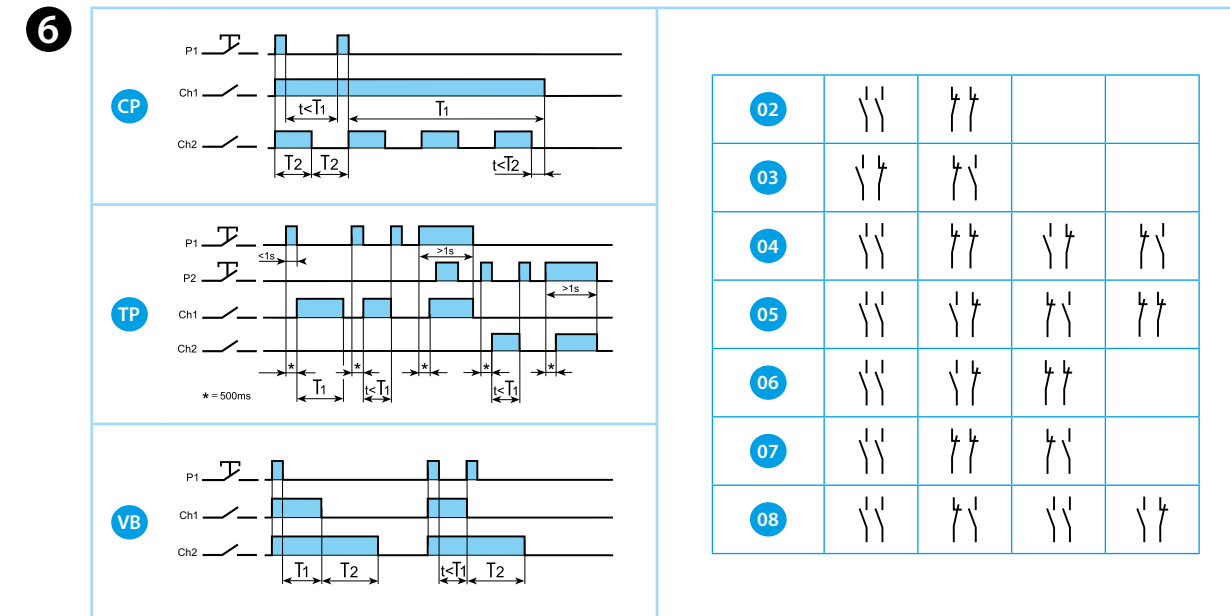 6
CP
P1
Ch1
t<T1
T1
Ch2
T2
T2
t<T2
TP
P1
<1s
>1s
P2
>1s
Ch1
Ch2
*
*
*
*
*
T1
t<T1
t<T1
* = 500ms
VB
P1
Ch1
Ch2
T1
T2
t<T1
T2
02
03
04
05
06
07
08